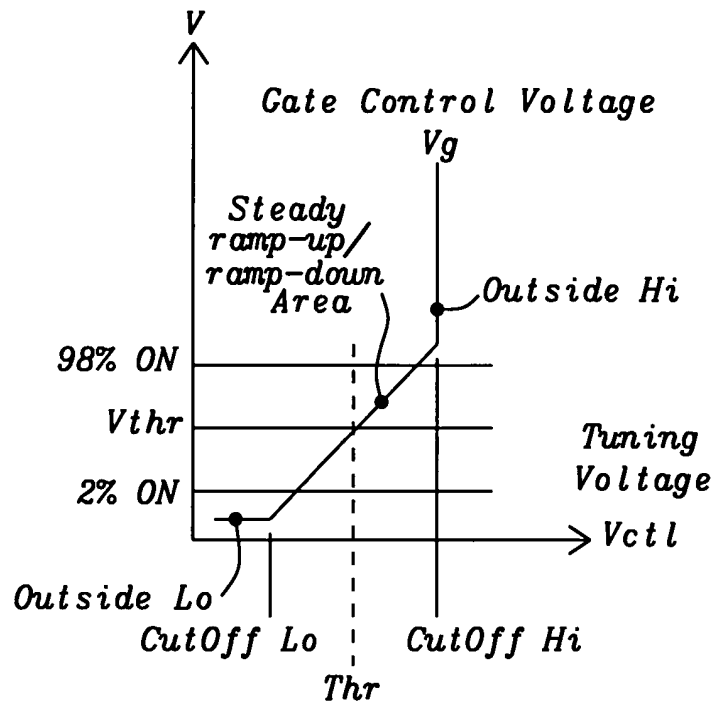 V
Gate Control Voltage
Vg
Steady
ramp-up/
ramp-down
Area
Outside Hi
98% ON
Vthr
2% ON
Tuning
Voltage
Vctl
Outside Lo
CutOff Lo
CutOff Hi
Thr